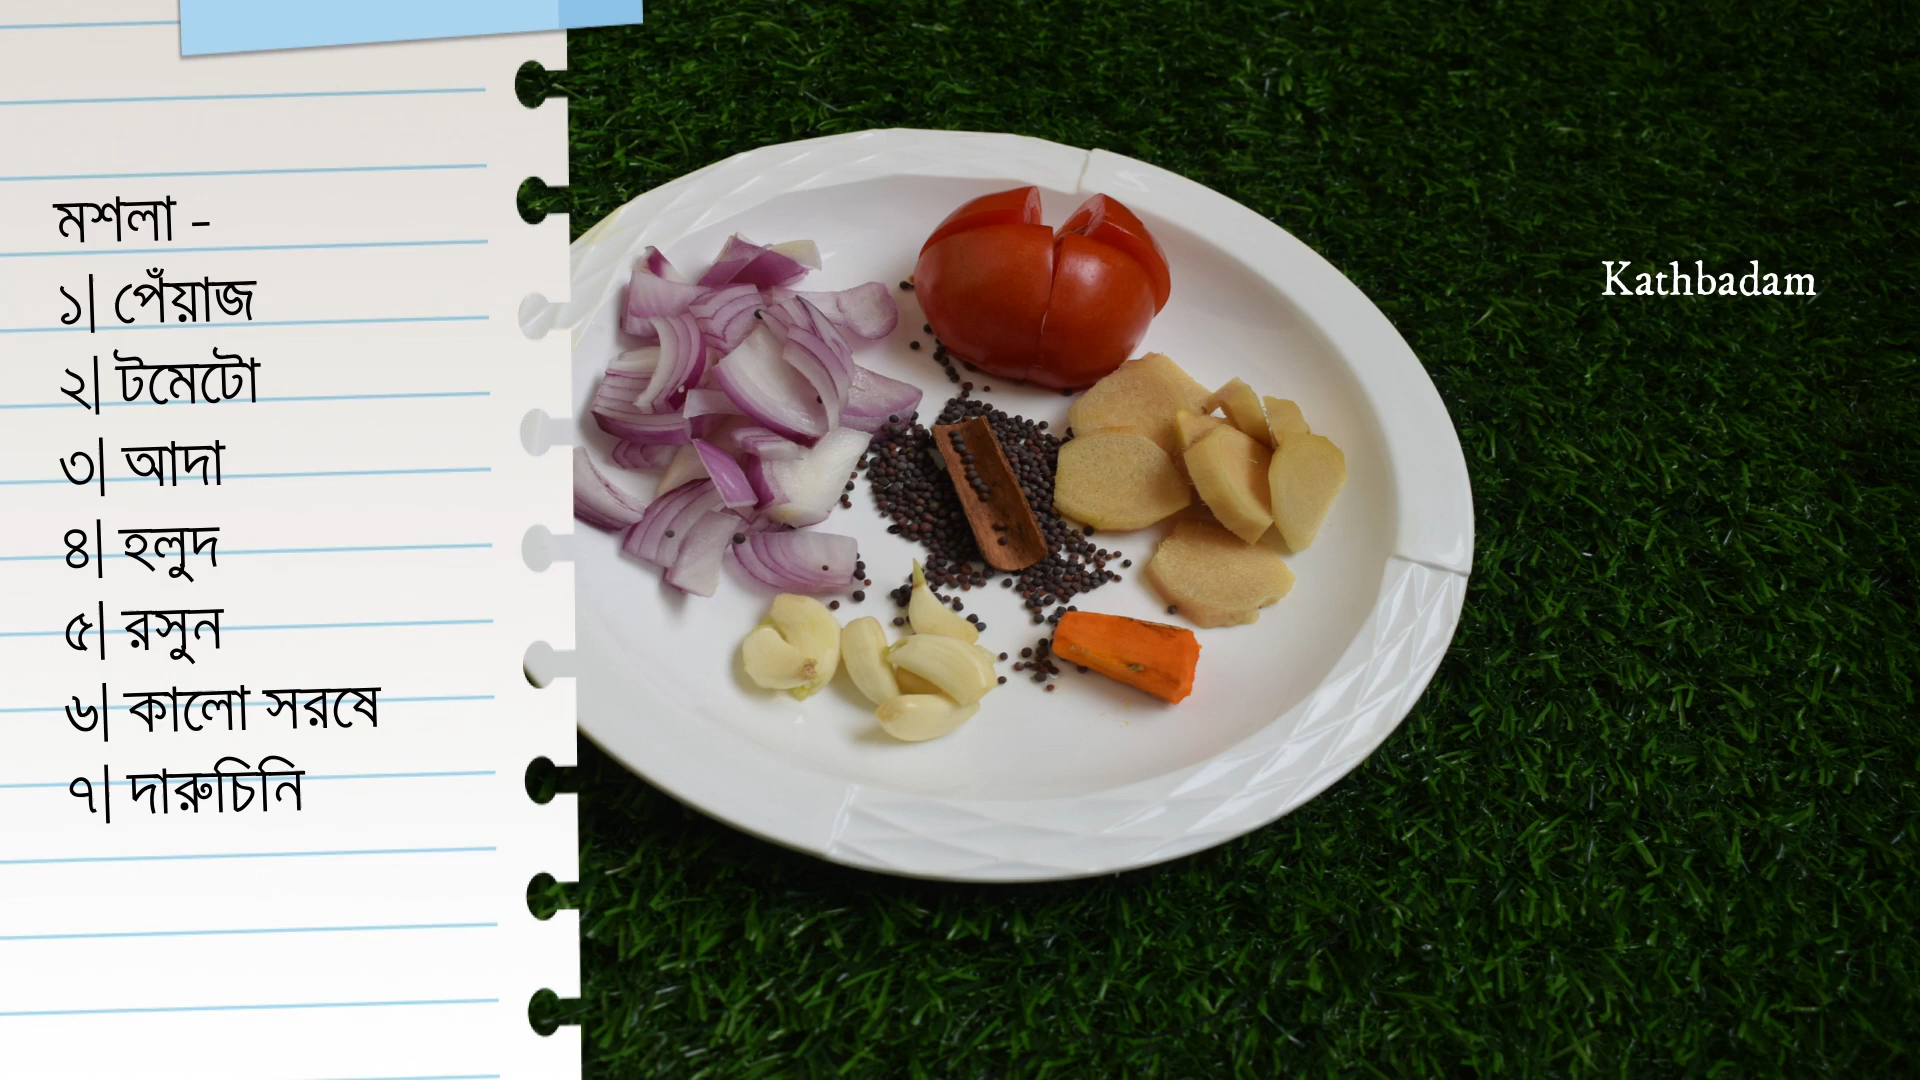 মশলা -
১| পেঁয়াজ
২| টমেটো
৩| আদা
৪| হলুদ
৫| রসুন
৬| কালো সরষে
৭| দারুচিনি
Kathbadam